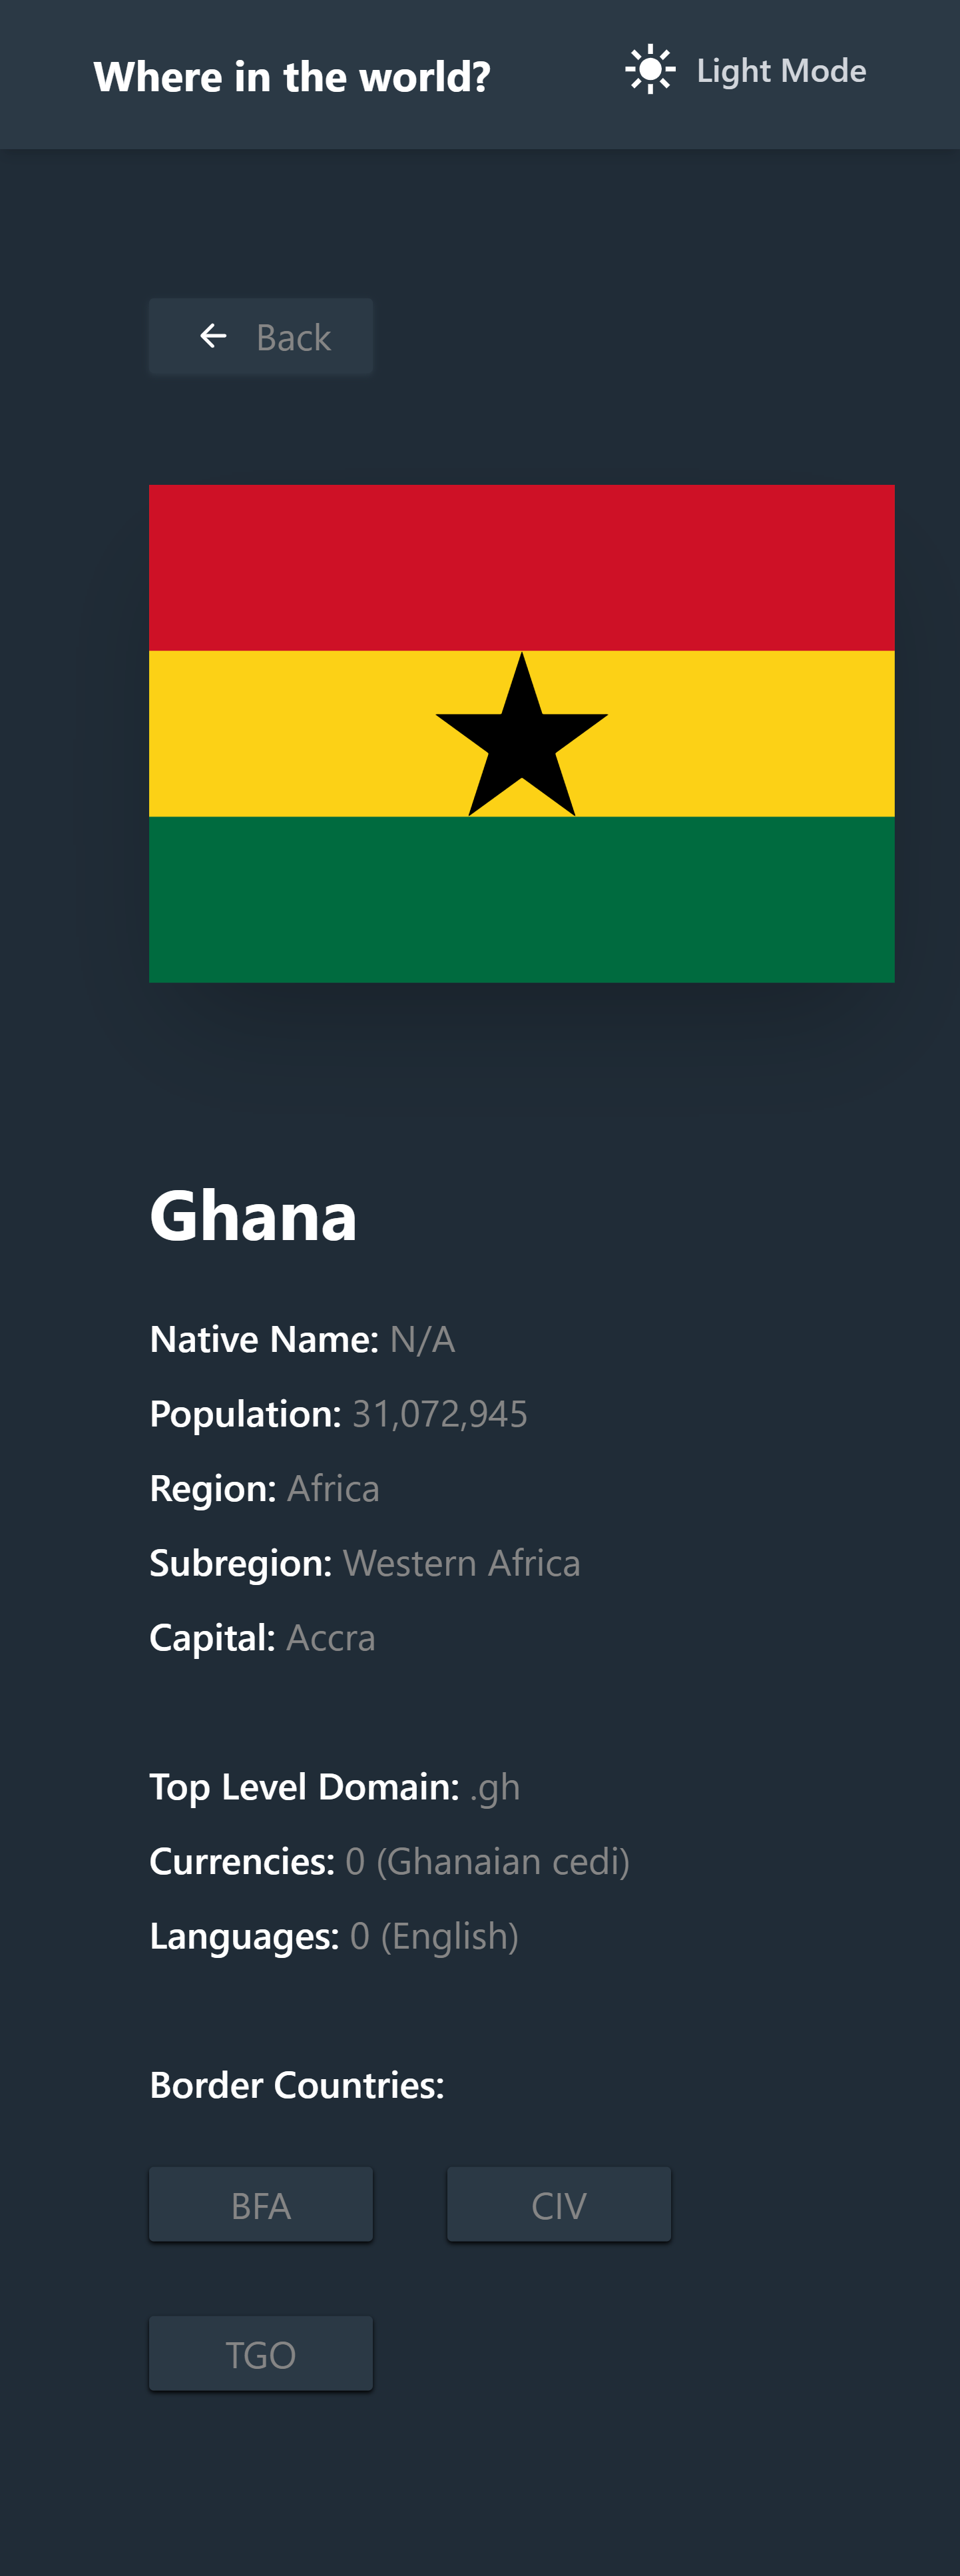 Where in the world?
Light Mode
Back
Ghana
Native Name: N/A
Population: 31,072,945
Region: Africa
Subregion: Western Africa
Capital: Accra
Top Level Domain: .gh
Currencies: 0 (Ghanaian cedi)
Languages: 0 (English)
Border Countries:
BFA CIV
TGO